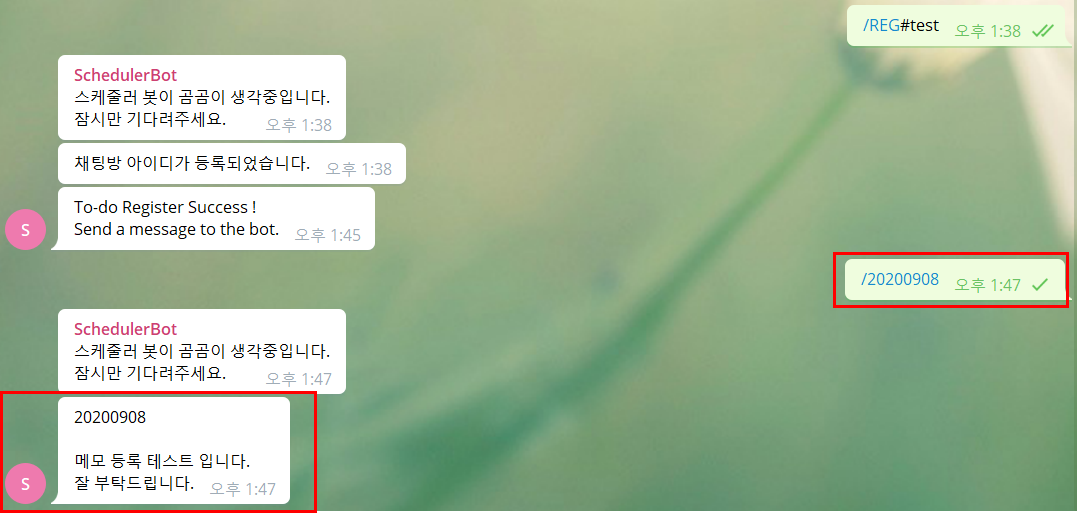 /REG#test 오후 1:38
SchedulerBot
스케줄러 봇이 곰곰이 생각중입니다.
잠시만 기다려주세요. 오후 1:38
채팅방 아이디가 등록되었습니다. 오후 1:38
To-do Register Success !
Send a message to the bot. 오후 1:45
S
/20200908 오후 1:47
SchedulerBot
스케줄러 봇이 곰곰이 생각중입니다.
잠시만 기다려주세요. 오후 1:47
20200908
메모 등록 테스트 입니다.
잘 부탁드립니다. 오후 1:47
S